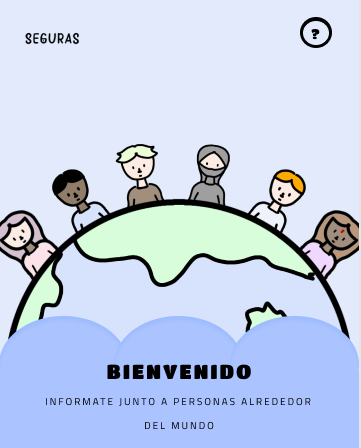 SEGURAS
?
BIENVENIDO
INFORMATE JUNTO A PERSONAS ALREDEDOR
DEL MUNDO